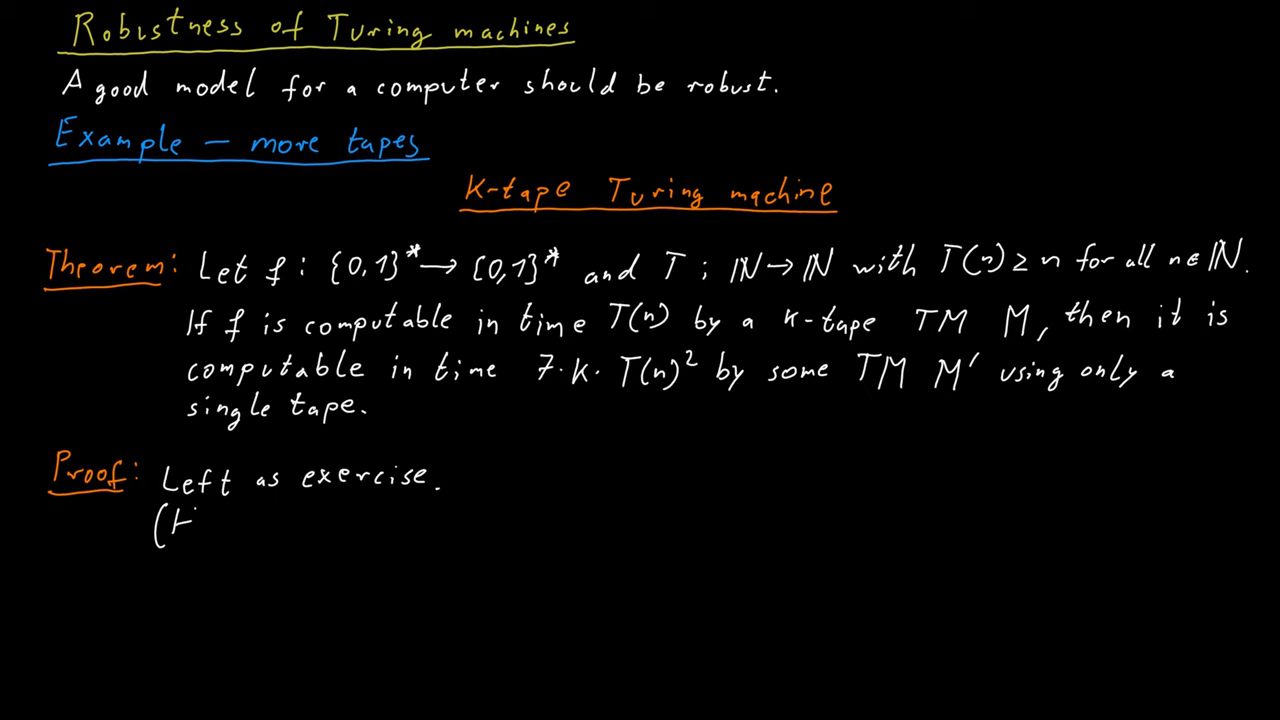 Robustness of Turing machines
A good model for a computer should be robust.
Example – more tapes
K-tape Turing machine
Theorem: Let f : {0,1}* → {0,1}* and T : ℕ → ℕ with T(n) ≥ n for all n ∈ ℕ.
If f is computable in time T(n) by a K-tape TM M, then it is
computable in time 7·K·T(n)² by some TM M' using only a
single tape.
Proof: Left as exercise.
(H